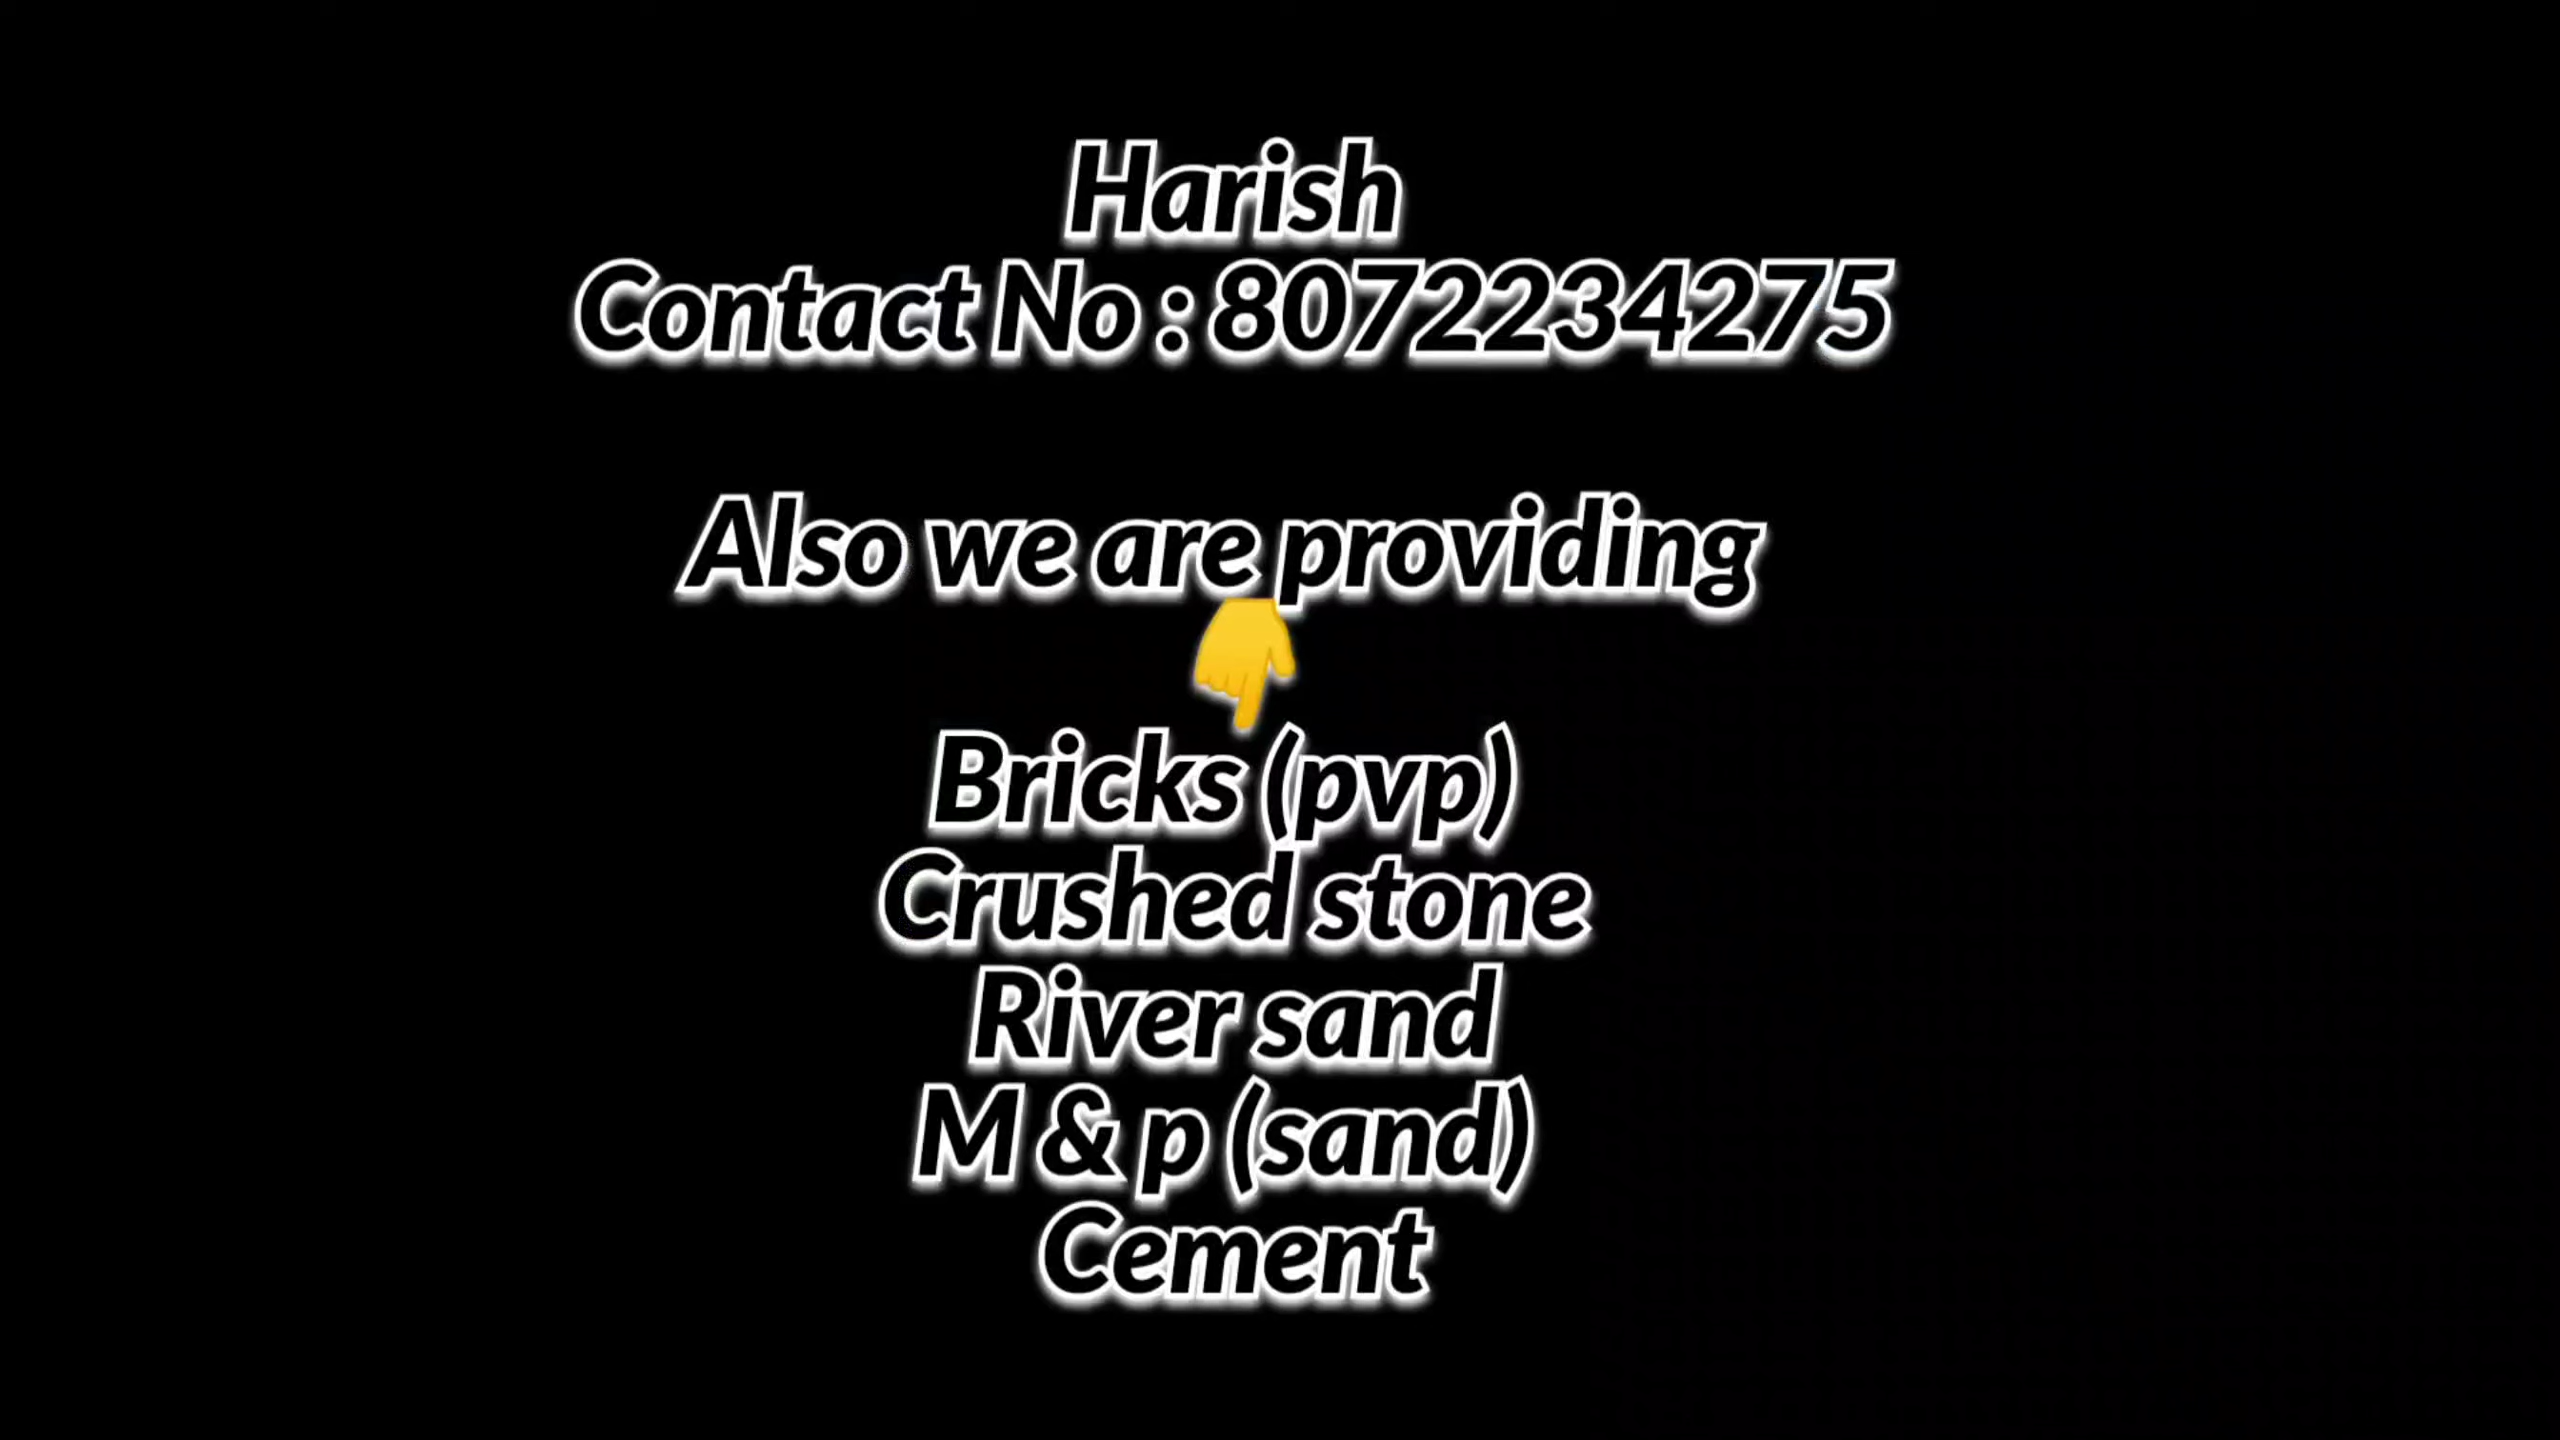 Harish
Contact No : 8072234275
Also we are providing
👇
Bricks (pvp)
Crushed stone
River sand
M & p (sand)
Cement